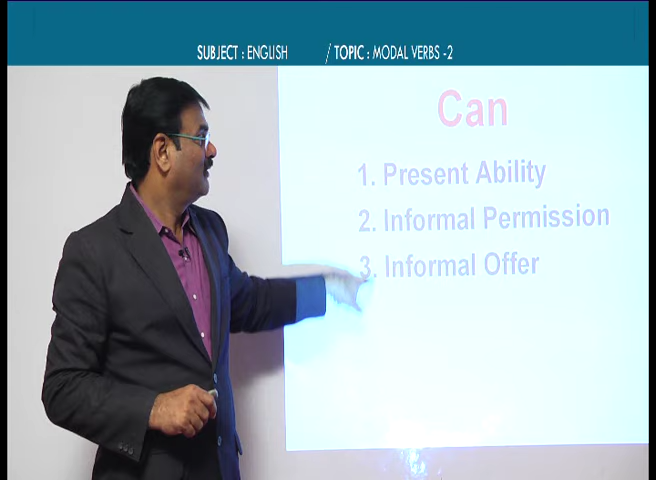 SUBJECT : ENGLISH / TOPIC : MODAL VERBS -2
Can
1. Present Ability
2. Informal Permission
3. Informal Offer